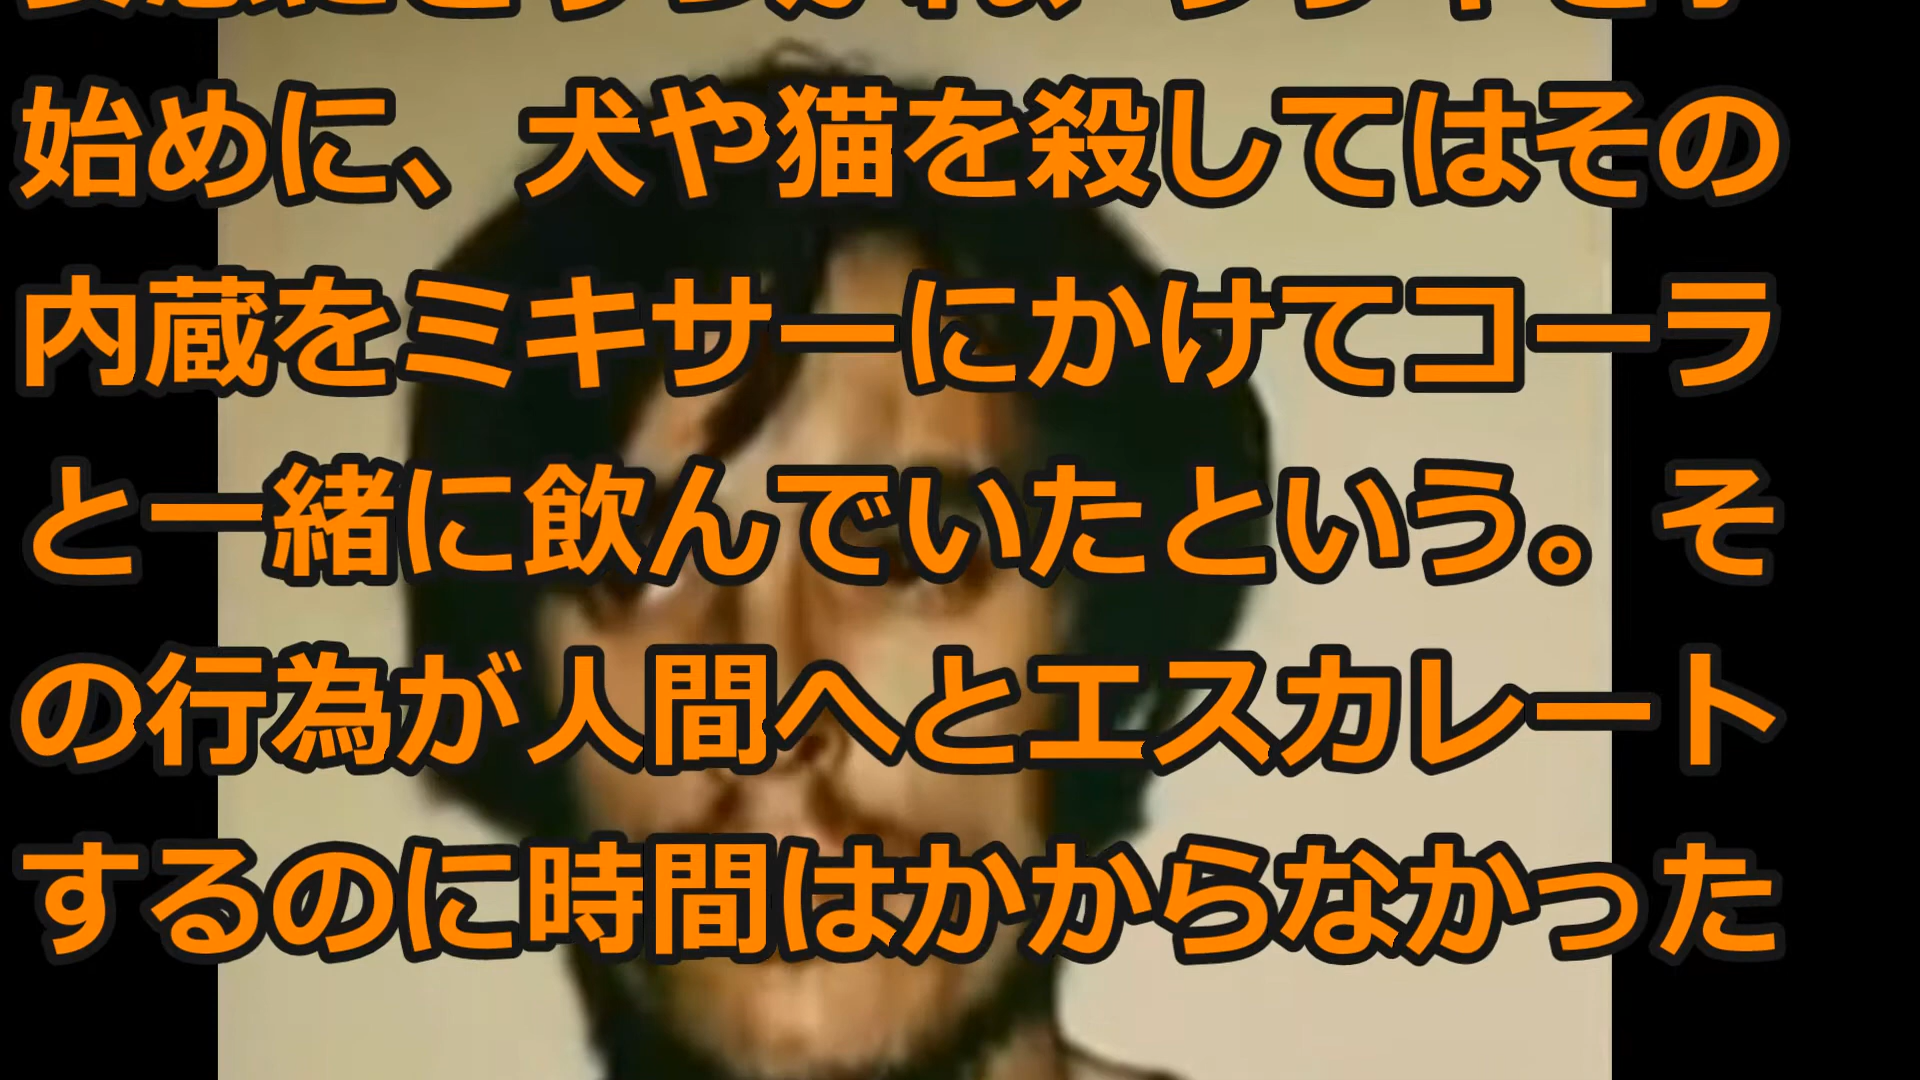 始めに、犬や猫を殺してはその
内蔵をミキサーにかけてコーラ
と一緒に飲んでいたという。そ
の行為が人間へとエスカレート
するのに時間はかからなかった